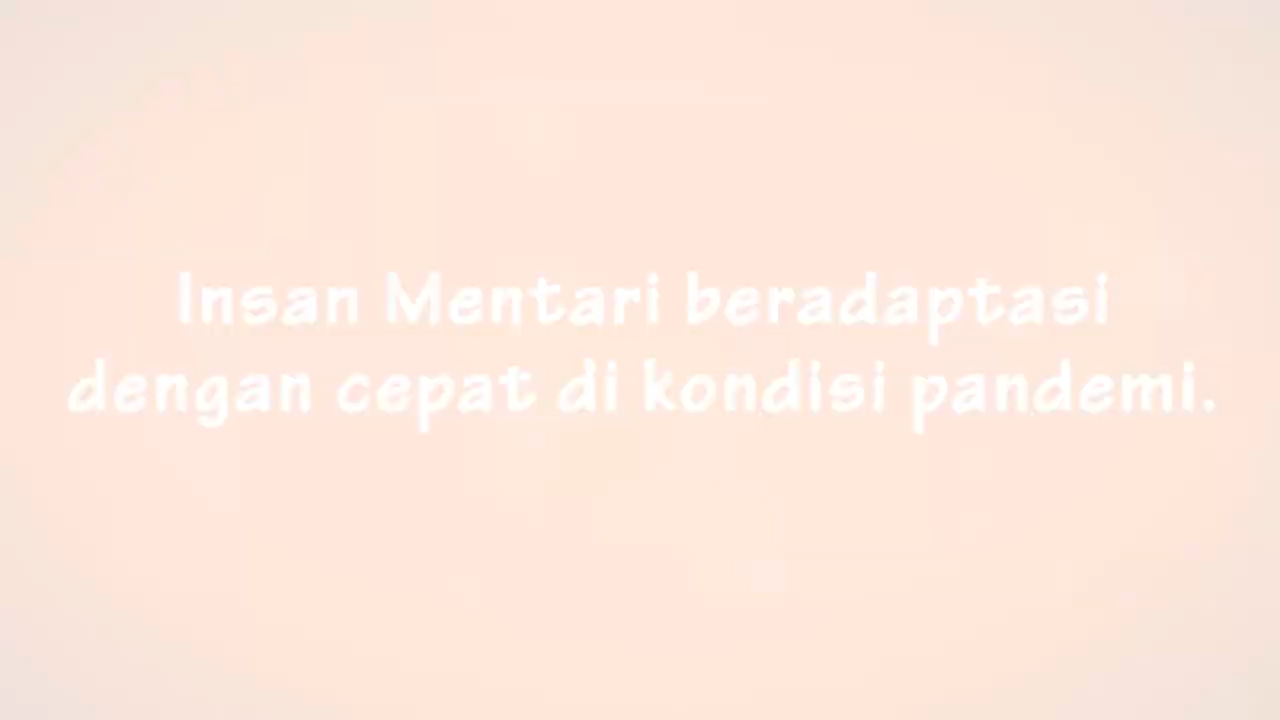 Insan Mentari beradaptasi
dengan cepat di kondisi pandemi.